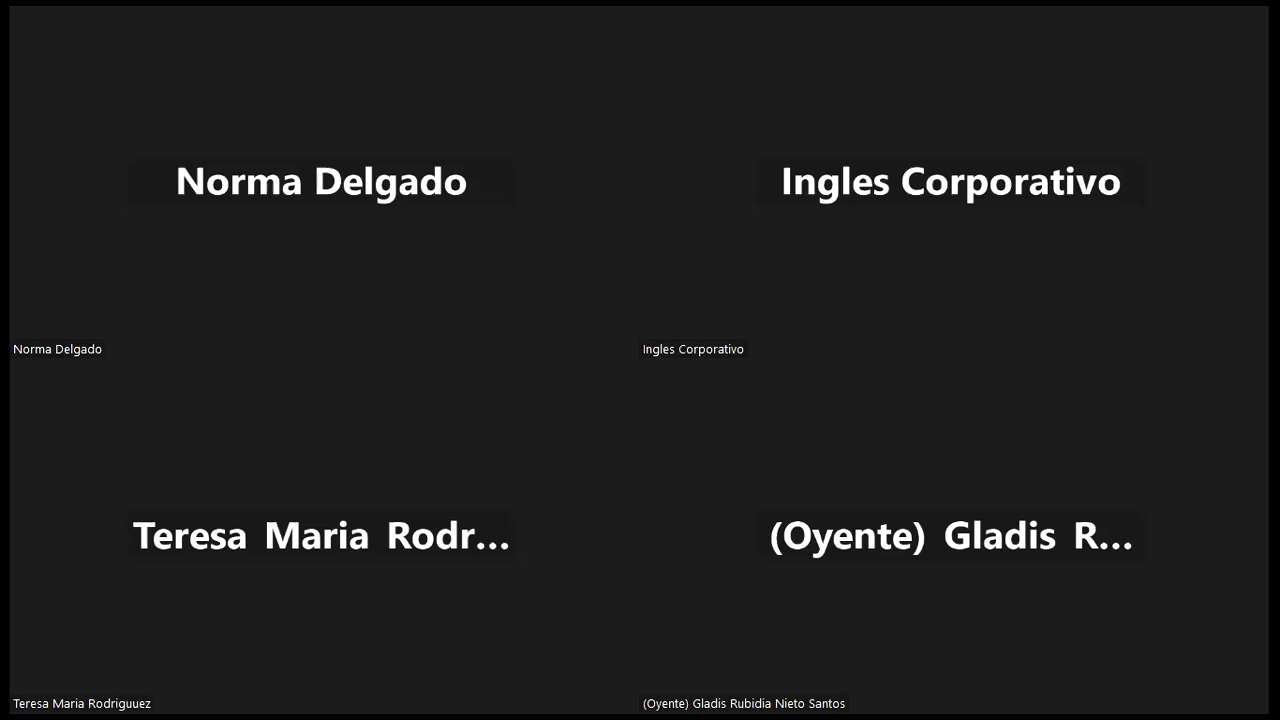 Norma Delgado
Ingles Corporativo
Norma Delgado
Ingles Corporativo
Teresa Maria Rodr...
(Oyente) Gladis R...
Teresa Maria Rodriguuez
(Oyente) Gladis Rubidia Nieto Santos